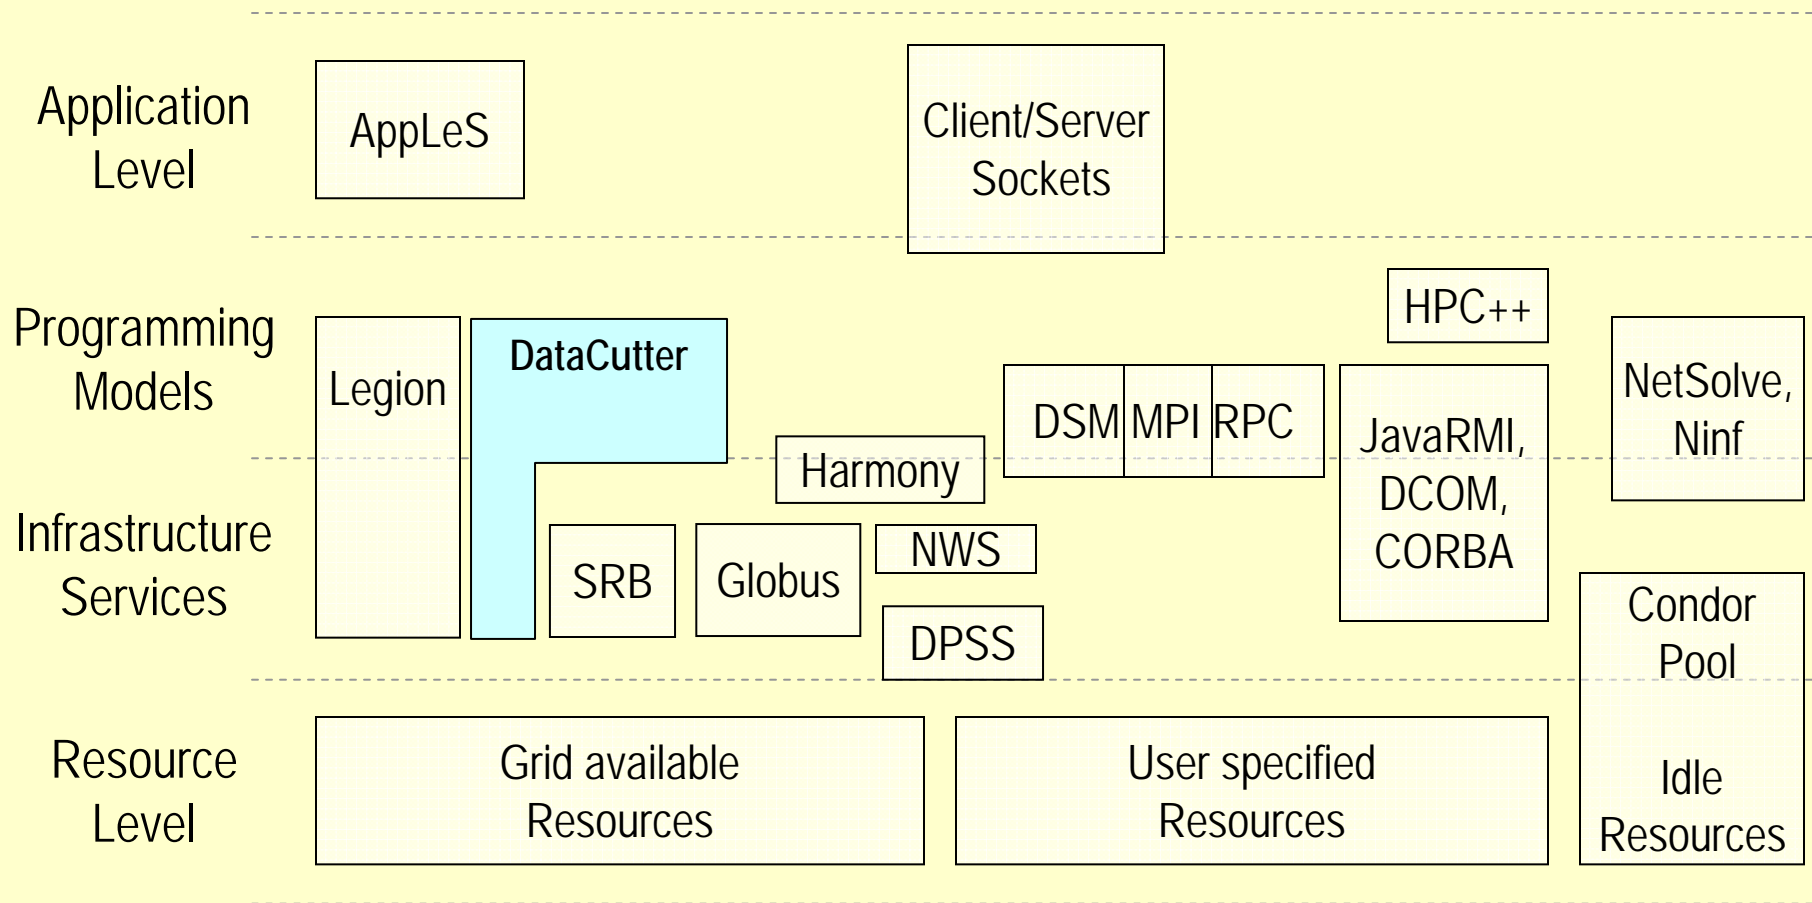 Application
Level
AppLeS
Client/Server
Sockets
Programming
Models
Legion
DataCutter
Harmony
DSM
MPI
RPC
HPC++
JavaRMI,
DCOM,
CORBA
NetSolve,
Ninf
Infrastructure
Services
SRB
Globus
NWS
DPSS
Condor
Pool
Resource
Level
Grid available
Resources
User specified
Resources
Idle
Resources